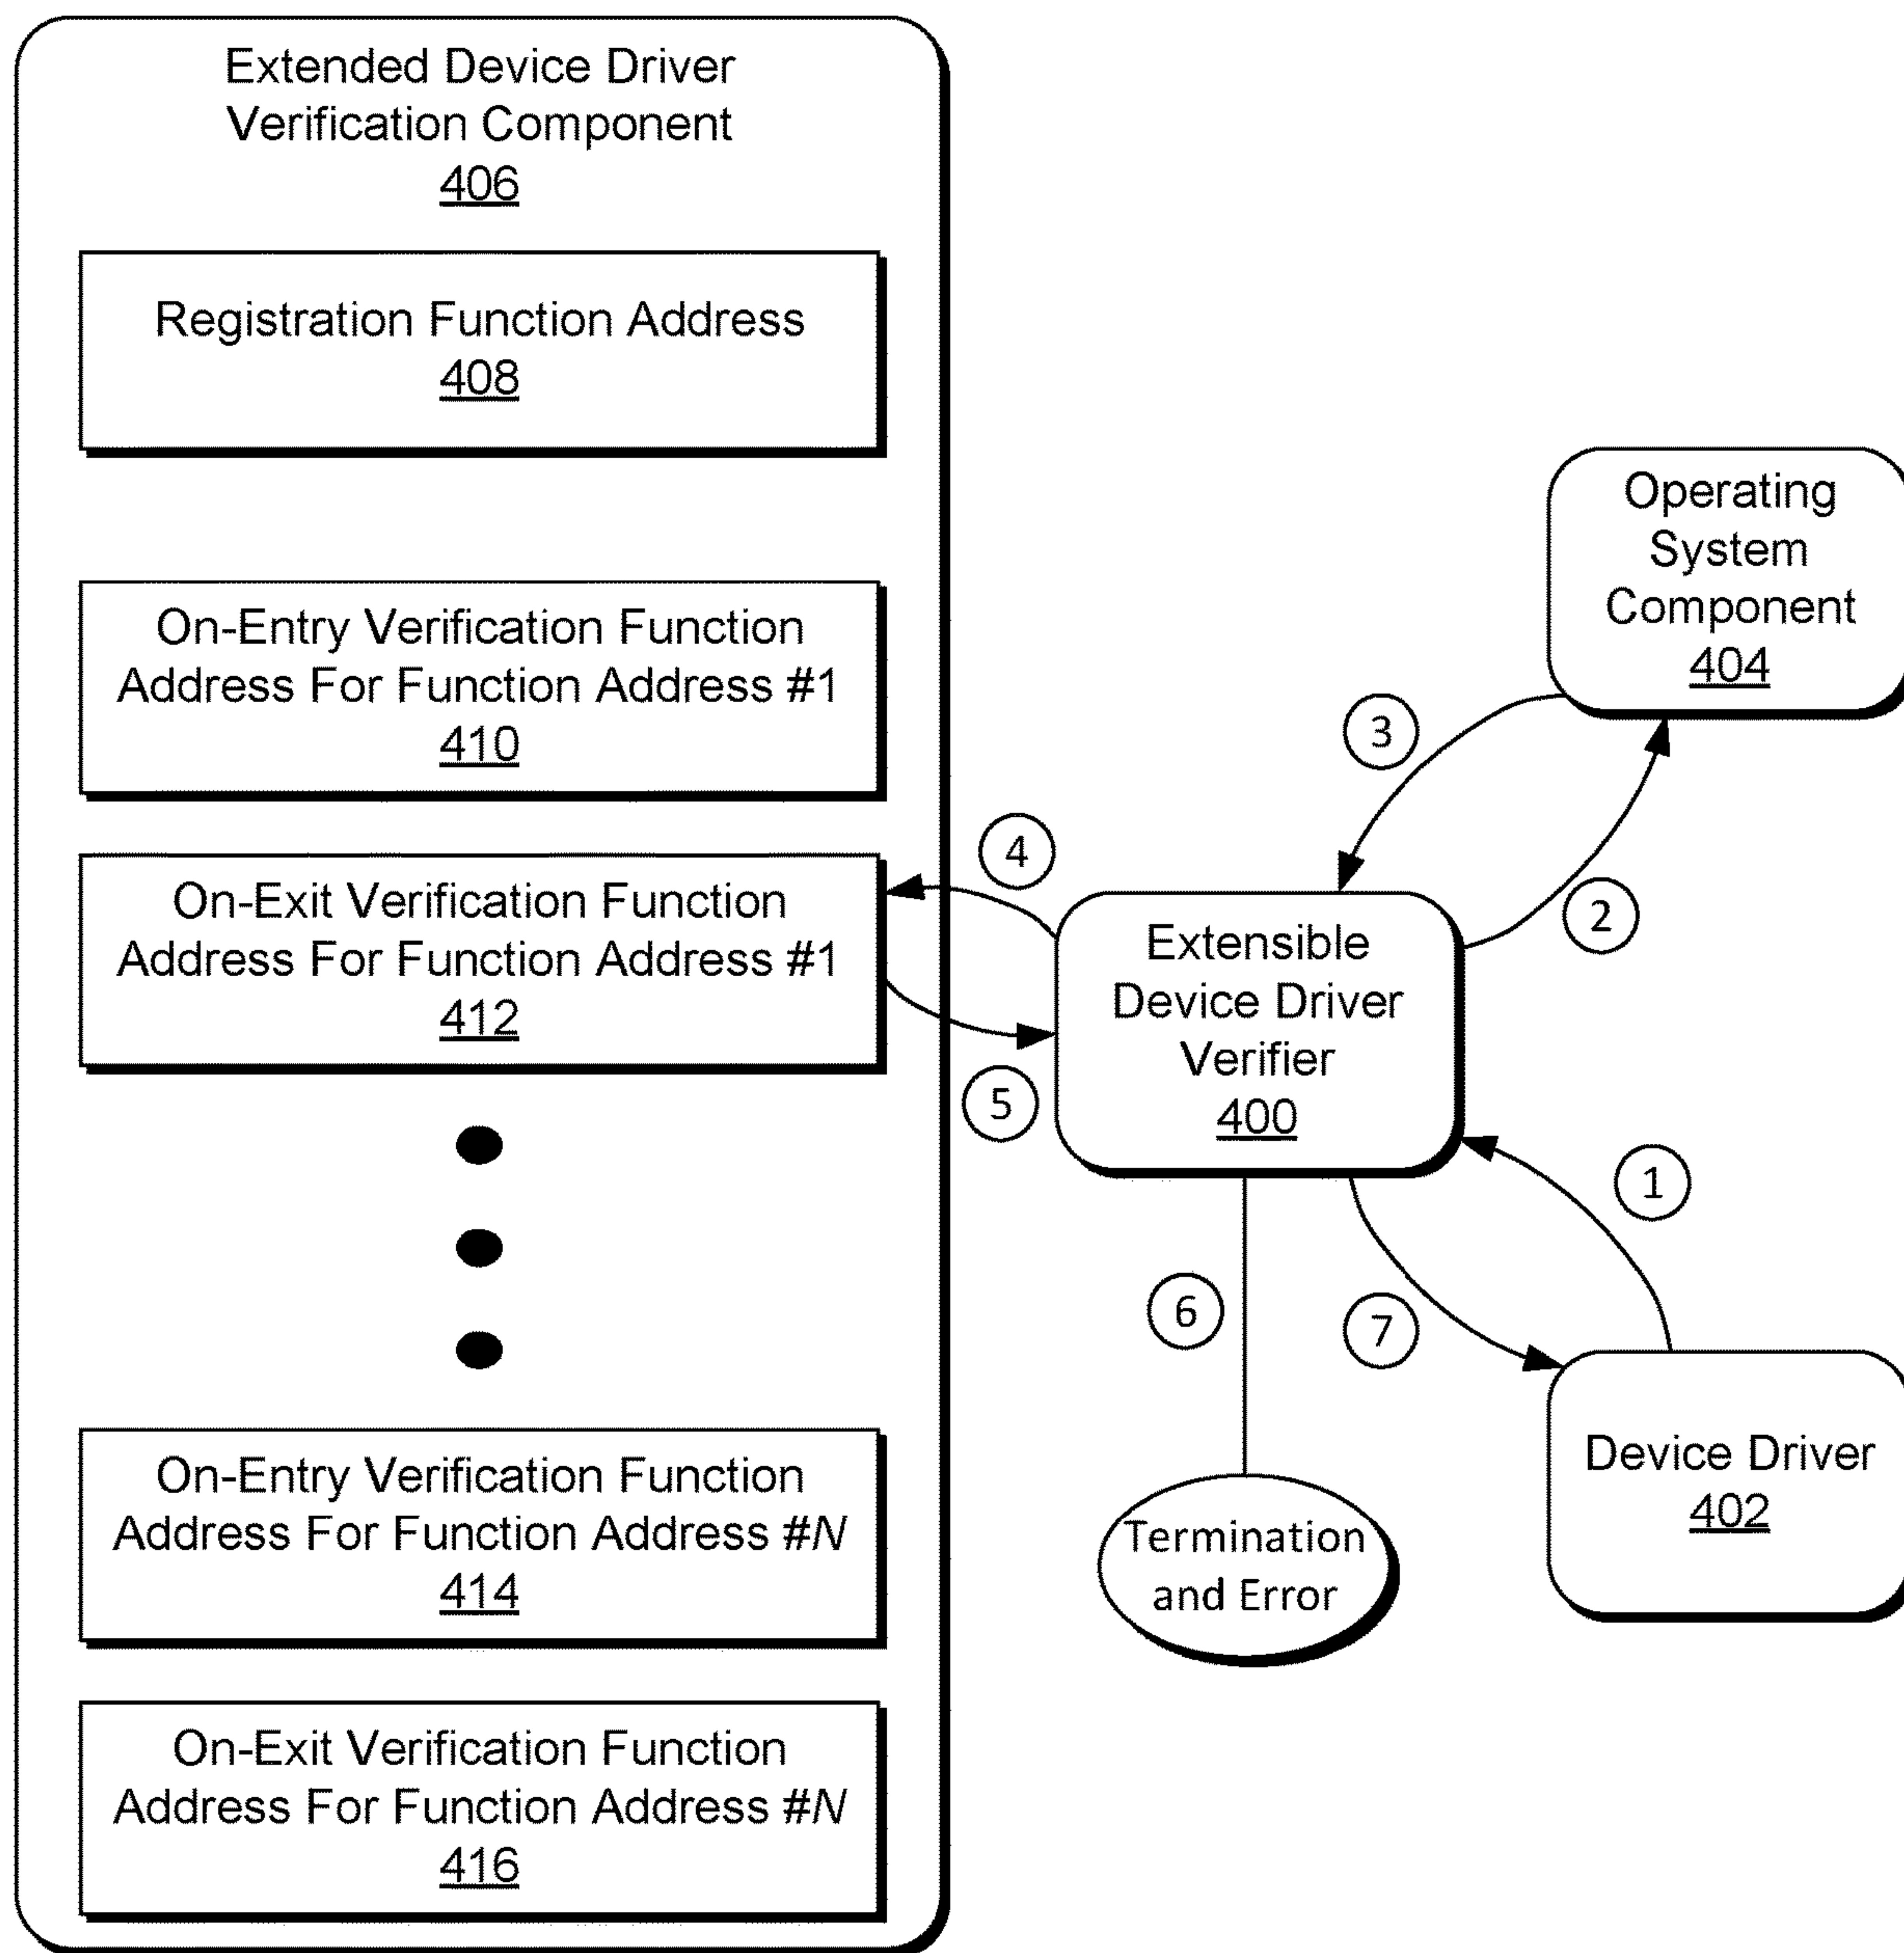 Extended Device Driver
Verification Component
406
Registration Function Address
408
On-Entry Verification Function
Address For Function Address #1
410
On-Exit Verification Function
Address For Function Address #1
412
On-Entry Verification Function
Address For Function Address #N
414
On-Exit Verification Function
Address For Function Address #N
416
Operating
System
Component
404
3
2
4
5
Extensible
Device Driver
Verifier
400
1
6
7
Termination
and Error
Device Driver
402